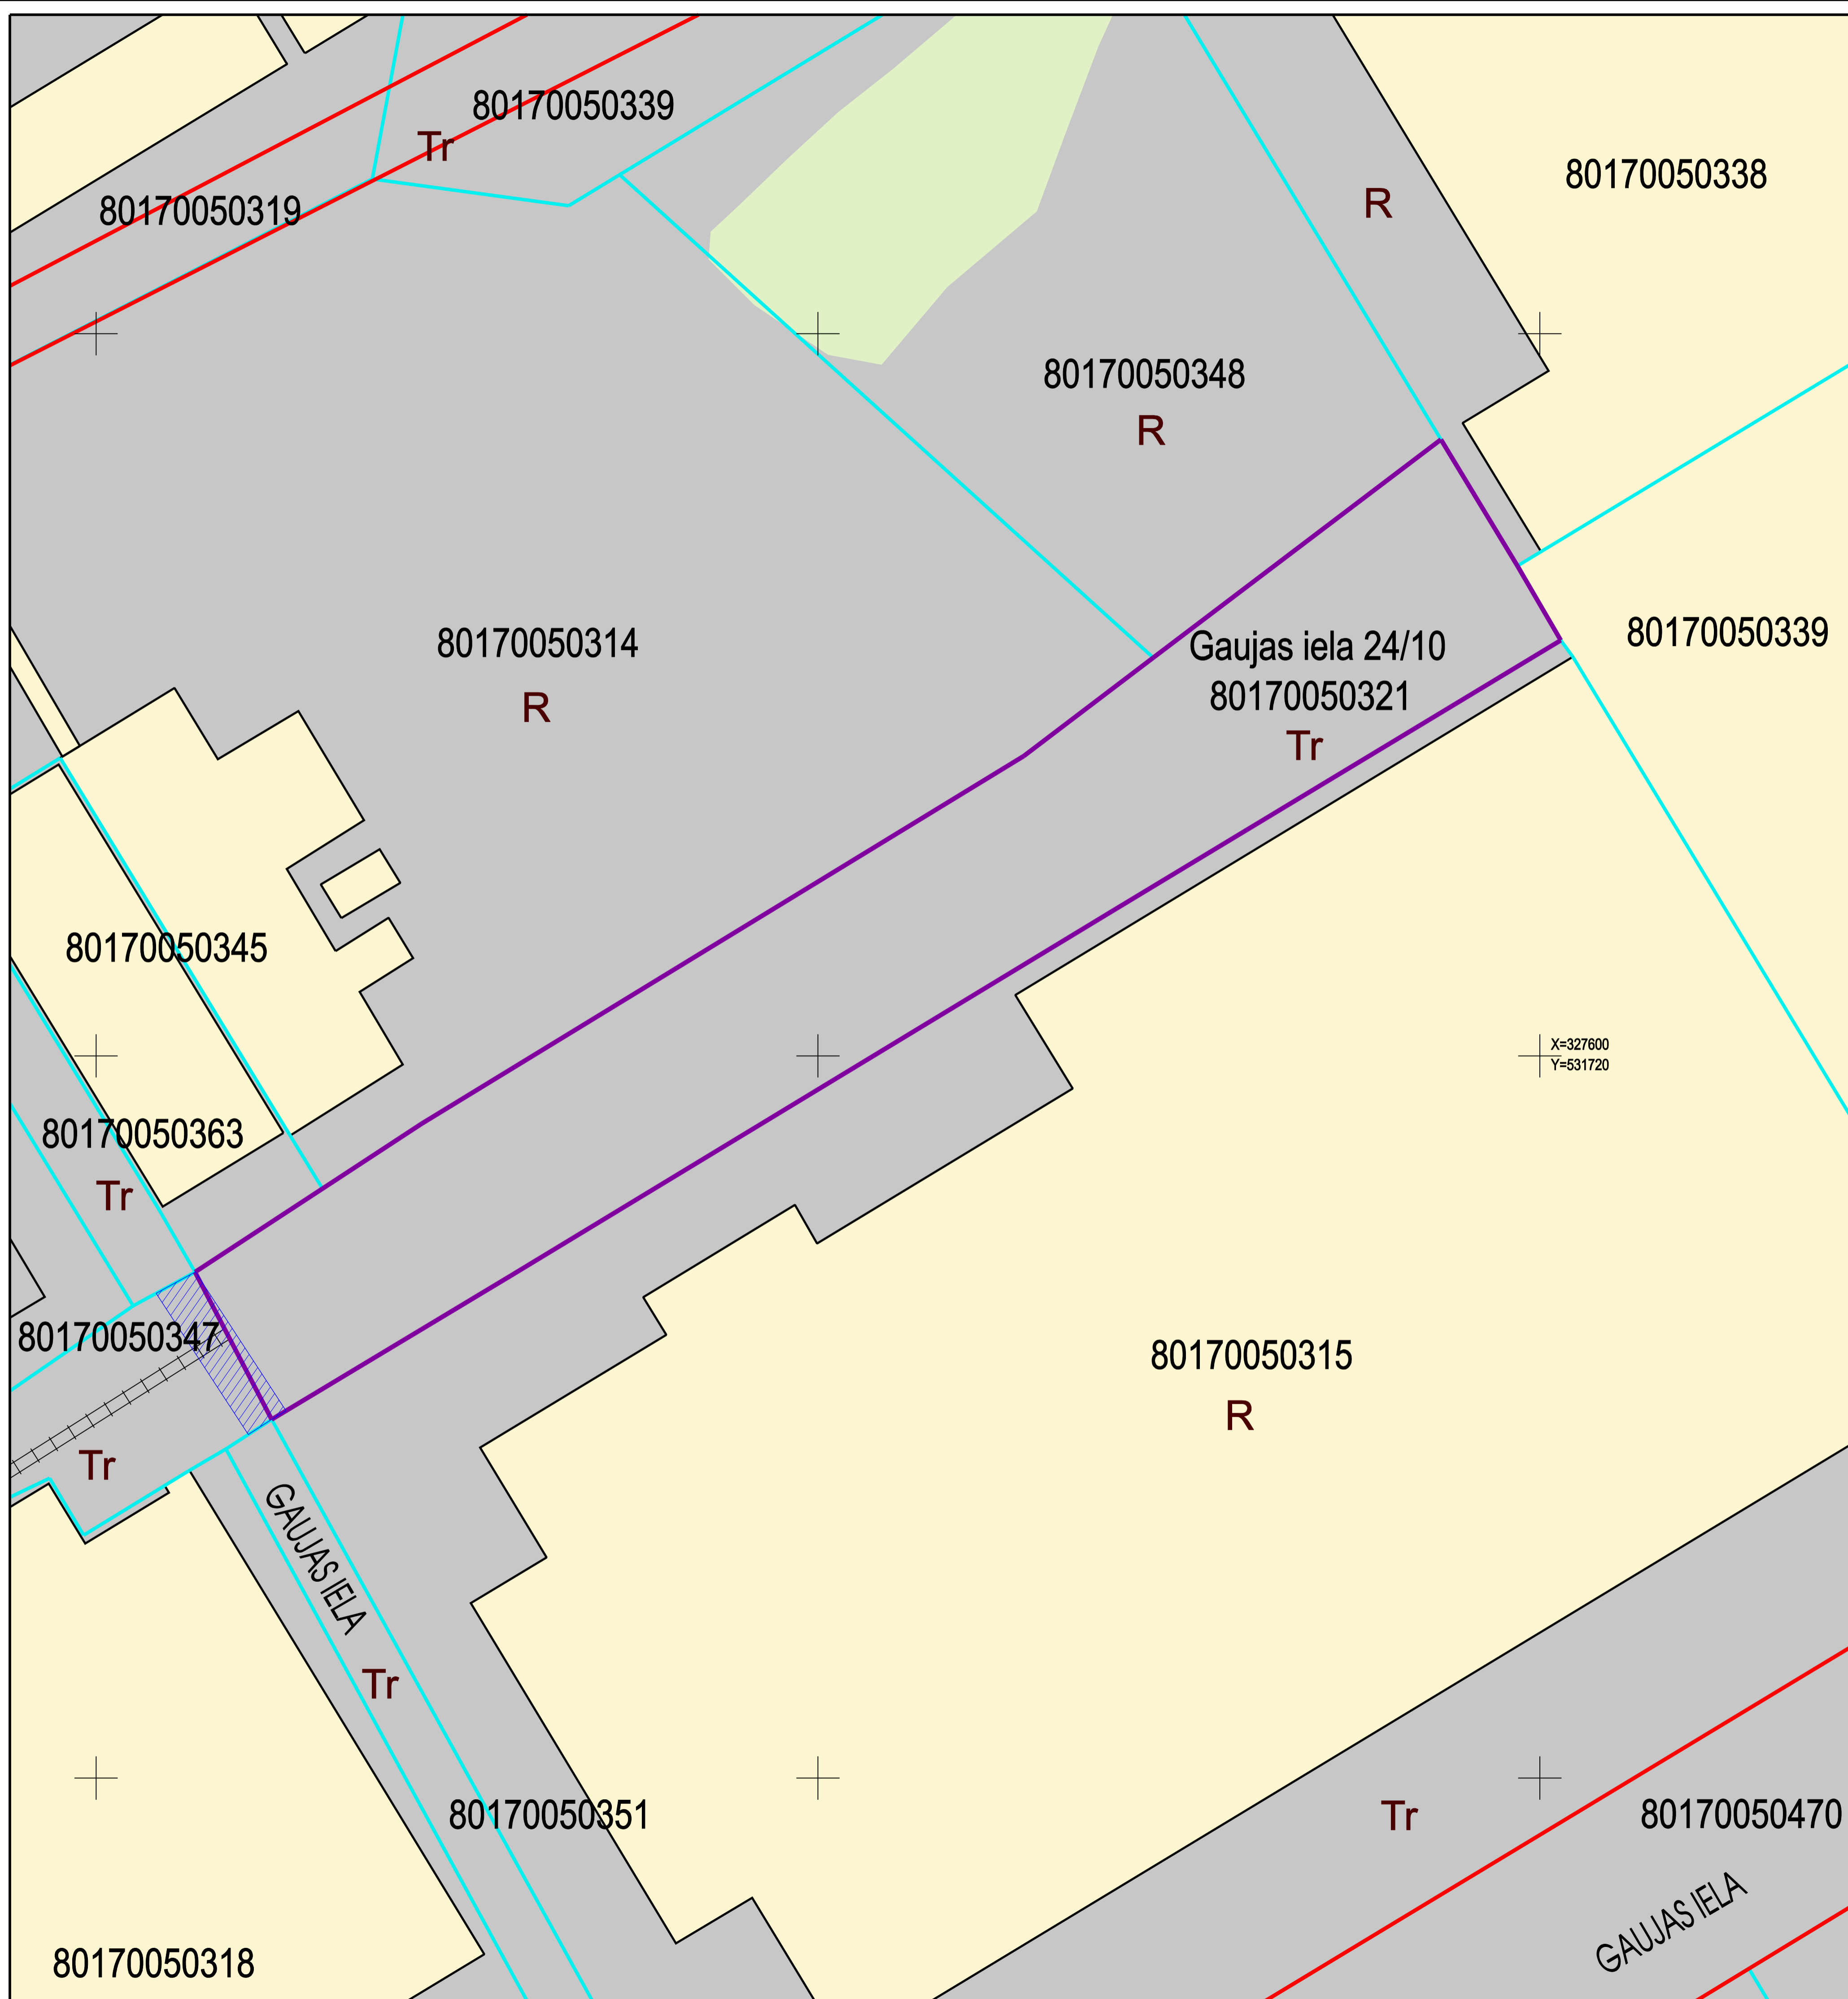 80170050339
Tr
80170050338
R
80170050319
80170050348
R
80170050314
R
Gaujas iela 24/10
80170050321
Tr
80170050339
80170050345
X=327600
Y=531720
80170050363
Tr
80170050347
80170050315
R
Tr
GAUJAS IELA
Tr
80170050351
Tr
80170050470
GAUJAS IELA
80170050318